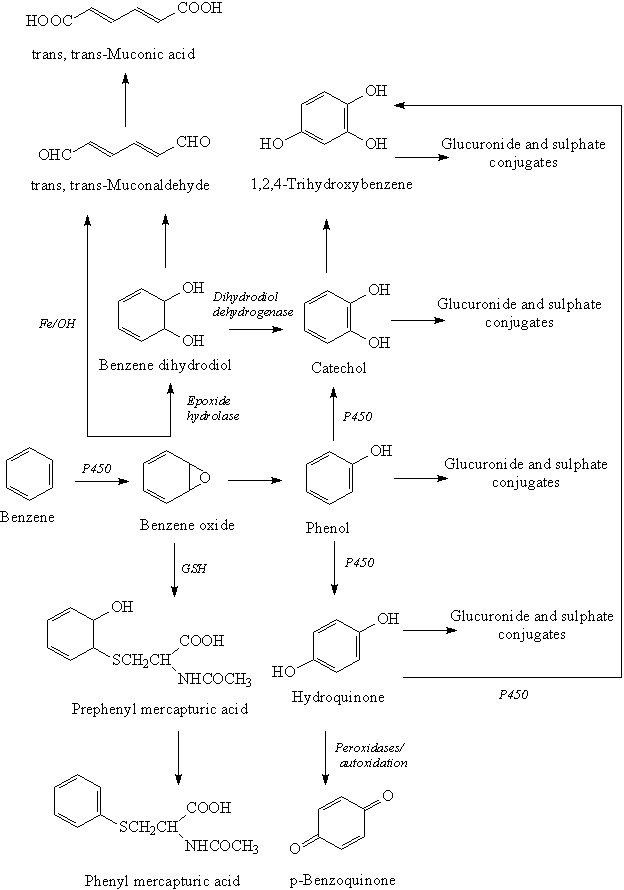 HOOC
COOH
trans, trans-Muconic acid
OHC
CHO
trans, trans-Muconaldehyde
OH
HO
OH
1,2,4-Trihydroxybenzene
Glucuronide and sulphate
conjugates
Fe/OH
OH
OH
Benzene dihydrodiol
Dihydrodiol
dehydrogenase
OH
OH
Catechol
Glucuronide and sulphate
conjugates
Epoxide
hydrolase
P450
Benzene
P450
O
Benzene oxide
OH
Phenol
Glucuronide and sulphate
conjugates
GSH
P450
OH
SCH2CH
COOH
NHCOCH3
Prephenyl mercapturic acid
OH
HO
Hydroquinone
Glucuronide and sulphate
conjugates
P450
Peroxidases/
autoxidation
SCH2CH
COOH
NHCOCH3
Phenyl mercapturic acid
O
O
p-Benzoquinone